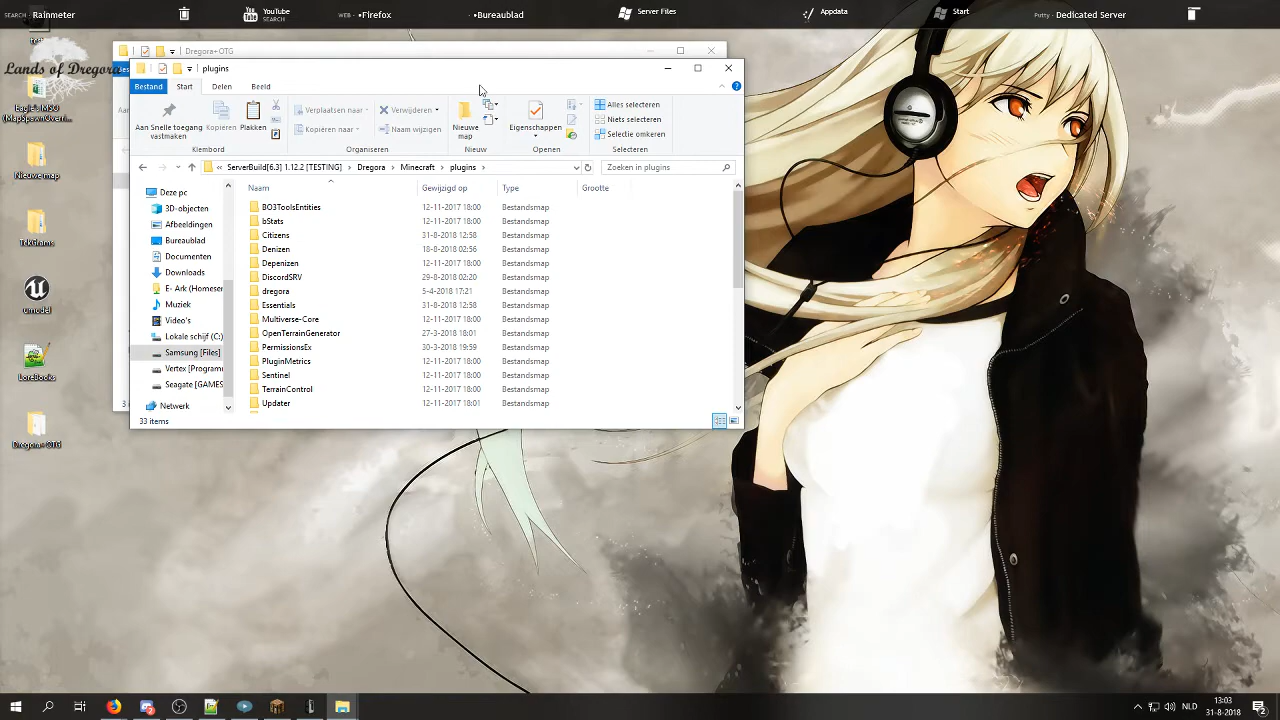 SEARCH - Rainmeter
YouTube
SEARCH
WEB - •Firefox
•Bureaublad
Server Files
Appdata
Start
Putty - Dedicated Server
Lands of Dregora
Eagle's MSO
Nieuwe map
umodel
LoreBooks
Dregora+OTG
Dregora+OTG
plugins
Bestand
Start
Delen
Beeld
Aan Snelle toegang
vastmaken
Kopiëren
Plakken
Klembord
Verplaatsen naar
Kopiëren naar
Verwijderen
Naam wijzigen
Organiseren
Nieuwe
map
Nieuw
Eigenschappen
Openen
Alles selecteren
Niets selecteren
Selectie omkeren
Selecteren
« ServerBuild[6.3] 1.12.2 [TESTING] > Dregora > Minecraft > plugins >
Zoeken in plugins
Naam
Gewijzigd op
Type
Grootte
Deze pc
3D-objecten
Afbeeldingen
Bureaublad
Documenten
Downloads
E- Ark (Homeser
Muziek
Video's
Lokale schijf (C:)
Samsung [Files]
Vertex [Program
Seagate [GAMES
Netwerk
BO3ToolsEntities 12-11-2017 18:00 Bestandsmap
bStats 12-11-2017 18:00 Bestandsmap
Citizens 31-8-2018 12:58 Bestandsmap
Denizen 18-8-2018 02:56 Bestandsmap
Depenizen 12-11-2017 18:00 Bestandsmap
DiscordSRV 29-8-2018 02:20 Bestandsmap
dregora 5-4-2018 17:21 Bestandsmap
Essentials 31-8-2018 12:58 Bestandsmap
Multiverse-Core 12-11-2017 18:00 Bestandsmap
OpenTerrainGenerator 27-3-2018 18:01 Bestandsmap
PermissionsEx 30-3-2018 19:59 Bestandsmap
PluginMetrics 12-11-2017 18:00 Bestandsmap
Sentinel 12-11-2017 18:00 Bestandsmap
TerrainControl 12-11-2017 18:00 Bestandsmap
Updater 12-11-2017 18:01 Bestandsmap
33 items
NLD
13:03
31-8-2018